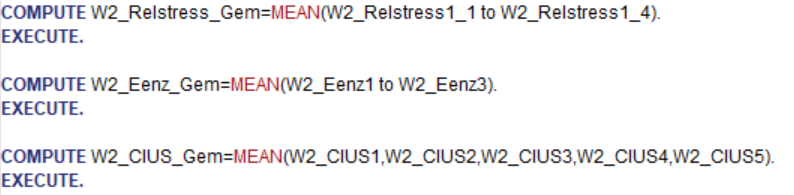 COMPUTE W2_Relstress_Gem=MEAN(W2_Relstress1_1 to W2_Relstress1_4).
EXECUTE.
COMPUTE W2_Eenz_Gem=MEAN(W2_Eenz1 to W2_Eenz3).
EXECUTE.
COMPUTE W2_CIUS_Gem=MEAN(W2_CIUS1,W2_CIUS2,W2_CIUS3,W2_CIUS4,W2_CIUS5).
EXECUTE.